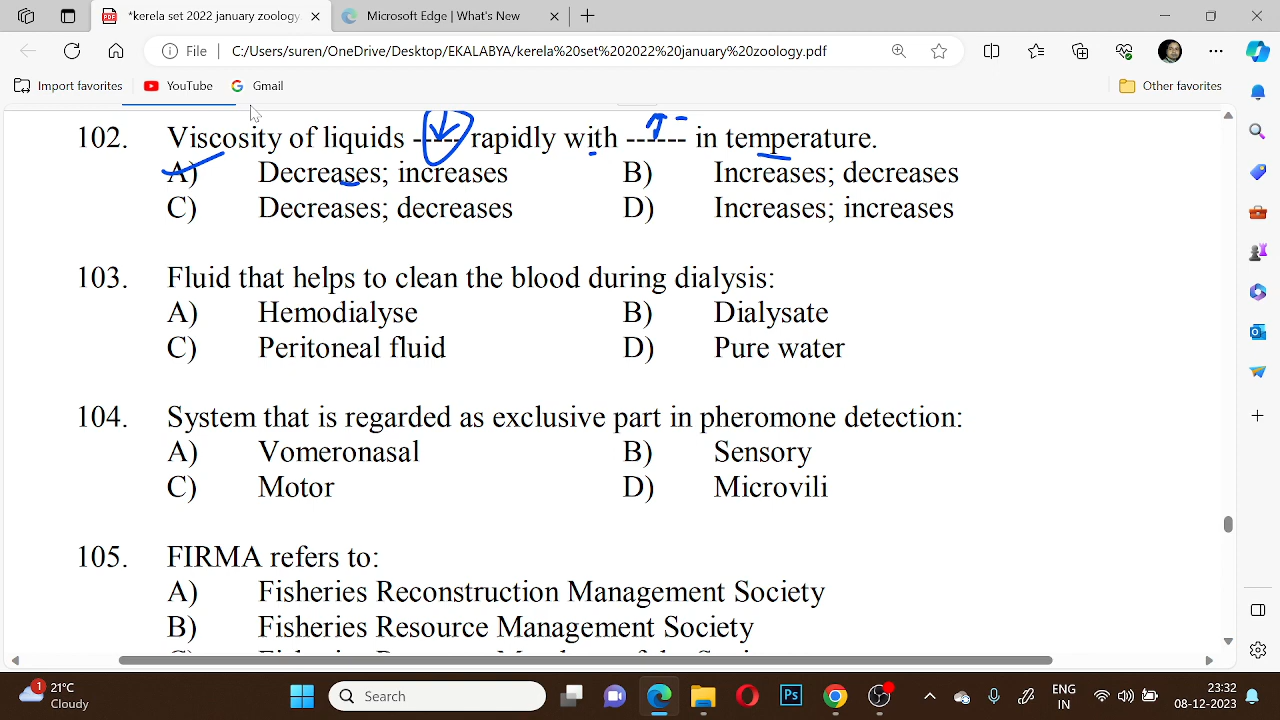 *kerela set 2022 january zoology
Microsoft Edge | What's New
File
C:/Users/suren/OneDrive/Desktop/EKALABYA/kerela%20set%202022%20january%20zoology.pdf
Import favorites
YouTube
Gmail
Other favorites
102. Viscosity of liquids ------ rapidly with ------ in temperature.
A) Decreases; increases B) Increases; decreases
C) Decreases; decreases D) Increases; increases
103. Fluid that helps to clean the blood during dialysis:
A) Hemodialyse B) Dialysate
C) Peritoneal fluid D) Pure water
104. System that is regarded as exclusive part in pheromone detection:
A) Vomeronasal B) Sensory
C) Motor D) Microvili
105. FIRMA refers to:
A) Fisheries Reconstruction Management Society
B) Fisheries Resource Management Society
1
21°C
Cloudy
Search
Ps
ENG
IN
23:32
08-12-2023